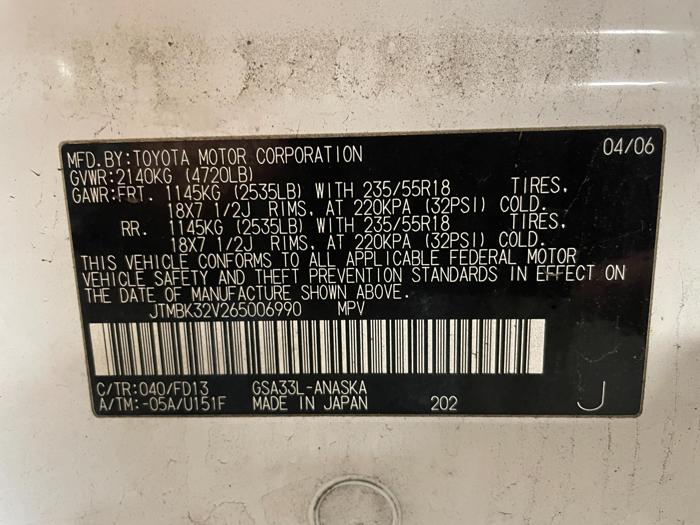 MFD.BY:TOYOTA MOTOR CORPORATION 04/06
GVWR:2140KG (4720LB)
GAWR:FRT. 1145KG (2535LB) WITH 235/55R18 TIRES,
18X7 1/2J RIMS, AT 220KPA (32PSI) COLD.
RR. 1145KG (2535LB) WITH 235/55R18 TIRES,
18X7 1/2J RIMS, AT 220KPA (32PSI) COLD.
THIS VEHICLE CONFORMS TO ALL APPLICABLE FEDERAL MOTOR
VEHICLE SAFETY AND THEFT PREVENTION STANDARDS IN EFFECT ON
THE DATE OF MANUFACTURE SHOWN ABOVE.
JTMBK32V265006990 MPV
C/TR:040/FD13 GSA33L-ANASKA
A/TM:-05A/U151F MADE IN JAPAN 202 J